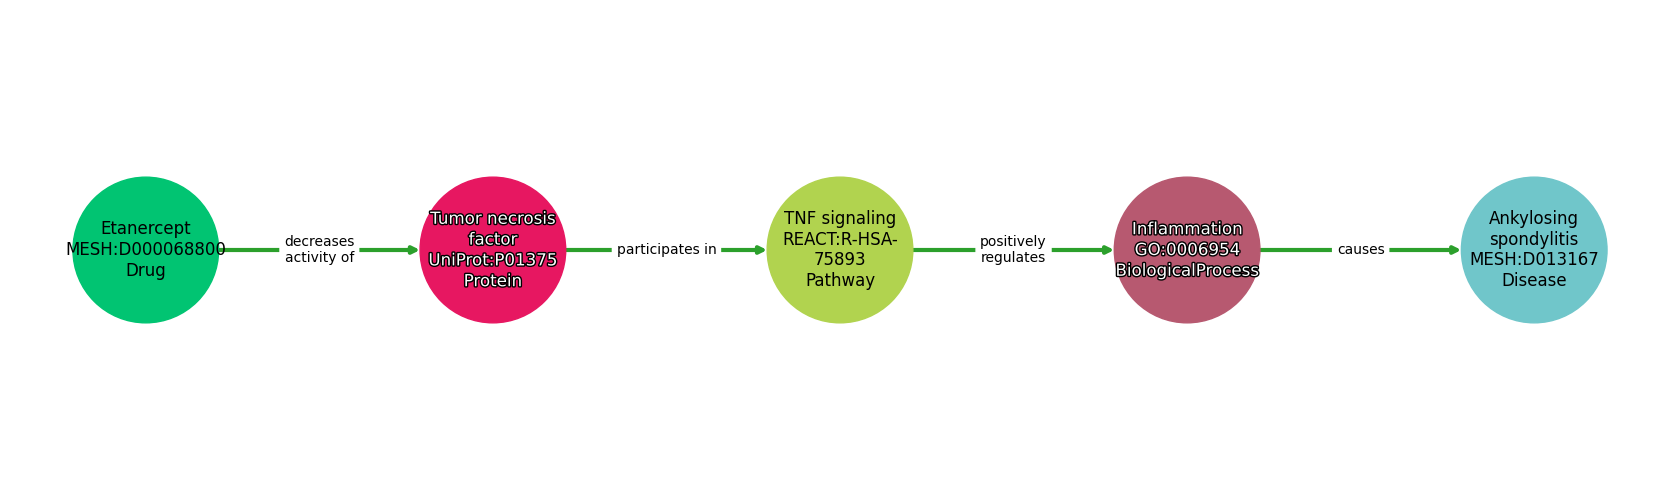 Etanercept
MESH:D000068800
Drug
decreases
activity of
Tumor necrosis
factor
UniProt:P01375
Protein
participates in
TNF signaling
REACT:R-HSA-
75893
Pathway
positively
regulates
Inflammation
GO:0006954
BiologicalProcess
causes
Ankylosing
spondylitis
MESH:D013167
Disease